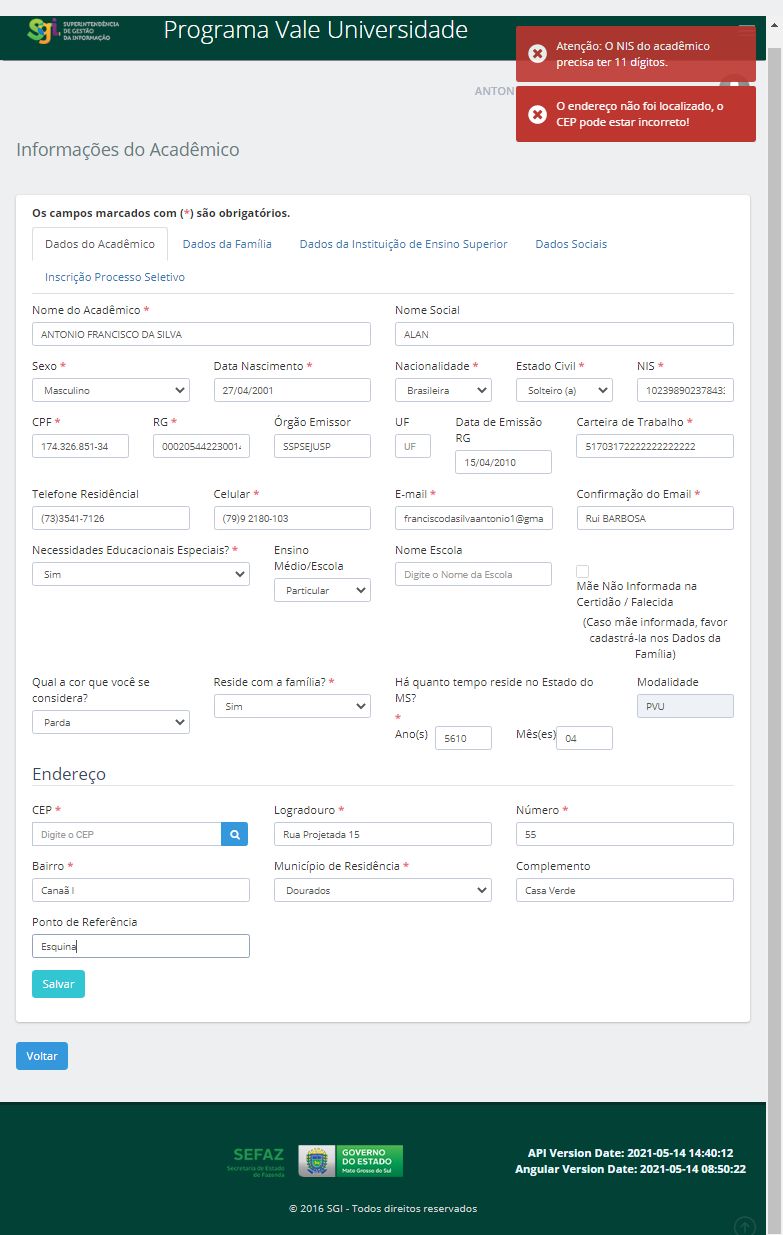 SGi SUPERINTENDÊNCIA
DE GESTÃO
DA INFORMAÇÃO
Programa Vale Universidade
Atenção: O NIS do acadêmico
precisa ter 11 dígitos.
ANTON
O endereço não foi localizado, o
CEP pode estar incorreto!
Informações do Acadêmico
Os campos marcados com (*) são obrigatórios.
Dados do Acadêmico Dados da Família Dados da Instituição de Ensino Superior Dados Sociais
Inscrição Processo Seletivo
Nome do Acadêmico * Nome Social
ANTONIO FRANCISCO DA SILVA ALAN
Sexo * Data Nascimento * Nacionalidade * Estado Civil * NIS *
Masculino 27/04/2001 Brasileira Solteiro (a) 10239890237843
CPF * RG * Órgão Emissor UF Data de Emissão RG Carteira de Trabalho *
174.326.851-34 00020544223001 SSPSEJUSP UF 15/04/2010 51703172222222222222
Telefone Residêncial Celular * E-mail * Confirmação do Email *
(73)3541-7126 (79)9 2180-103 franciscodasilvaantonio1@gma Rui BARBOSA
Necessidades Educacionais Especiais? * Ensino Médio/Escola Nome Escola
Sim Particular Digite o Nome da Escola
Mãe Não Informada na
Certidão / Falecida
(Caso mãe informada, favor
cadastrá-la nos Dados da
Família)
Qual a cor que você se considera? Reside com a família? * Há quanto tempo reside no Estado do MS? * Modalidade
Parda Sim Ano(s) 5610 Mês(es) 04 PVU
Endereço
CEP * Logradouro * Número *
Digite o CEP Rua Projetada 15 55
Bairro * Município de Residência * Complemento
Canaã I Dourados Casa Verde
Ponto de Referência
Esquina
Salvar
Voltar
SEFAZ
Secretaria de Estado
de Fazenda
GOVERNO
DO ESTADO
Mato Grosso do Sul
API Version Date: 2021-05-14 14:40:12
Angular Version Date: 2021-05-14 08:50:22
© 2016 SGI - Todos direitos reservados